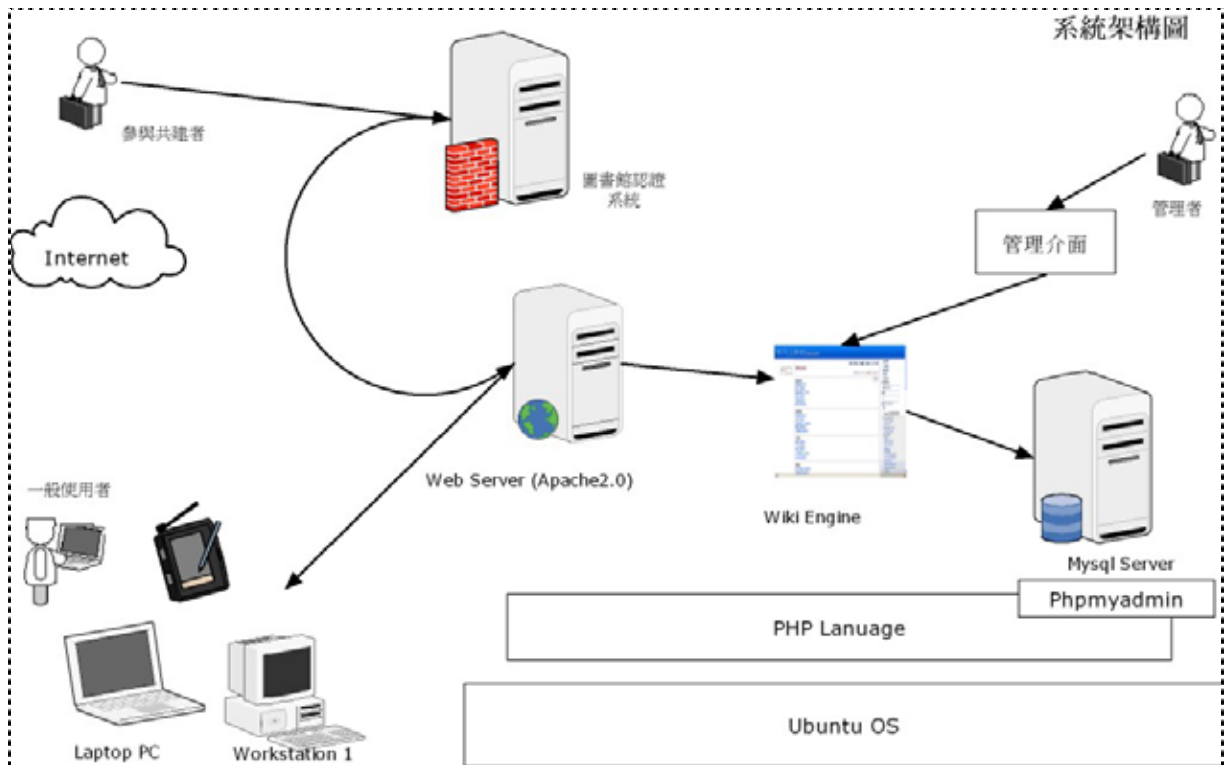 系統架構圖
參與共建者
圖書館認證
系統
管理者
管理介面
Internet
Web Server (Apache2.0)
Wiki Engine
一般使用者
Mysql Server
Phpmyadmin
PHP Lanuage
Ubuntu OS
Laptop PC
Workstation 1